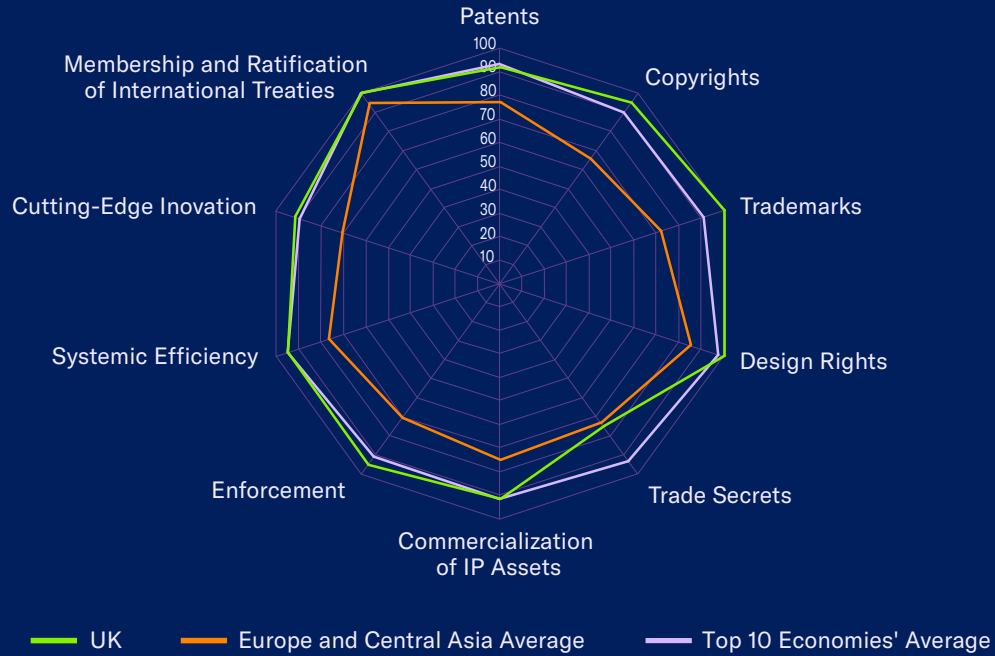 Patents
Membership and Ratification
of International Treaties
Copyrights
100
90
80
70
60
50
40
30
20
10
Cutting-Edge Inovation
Trademarks
Systemic Efficiency
Design Rights
Enforcement
Trade Secrets
Commercialization
of IP Assets
UK
Europe and Central Asia Average
Top 10 Economies' Average